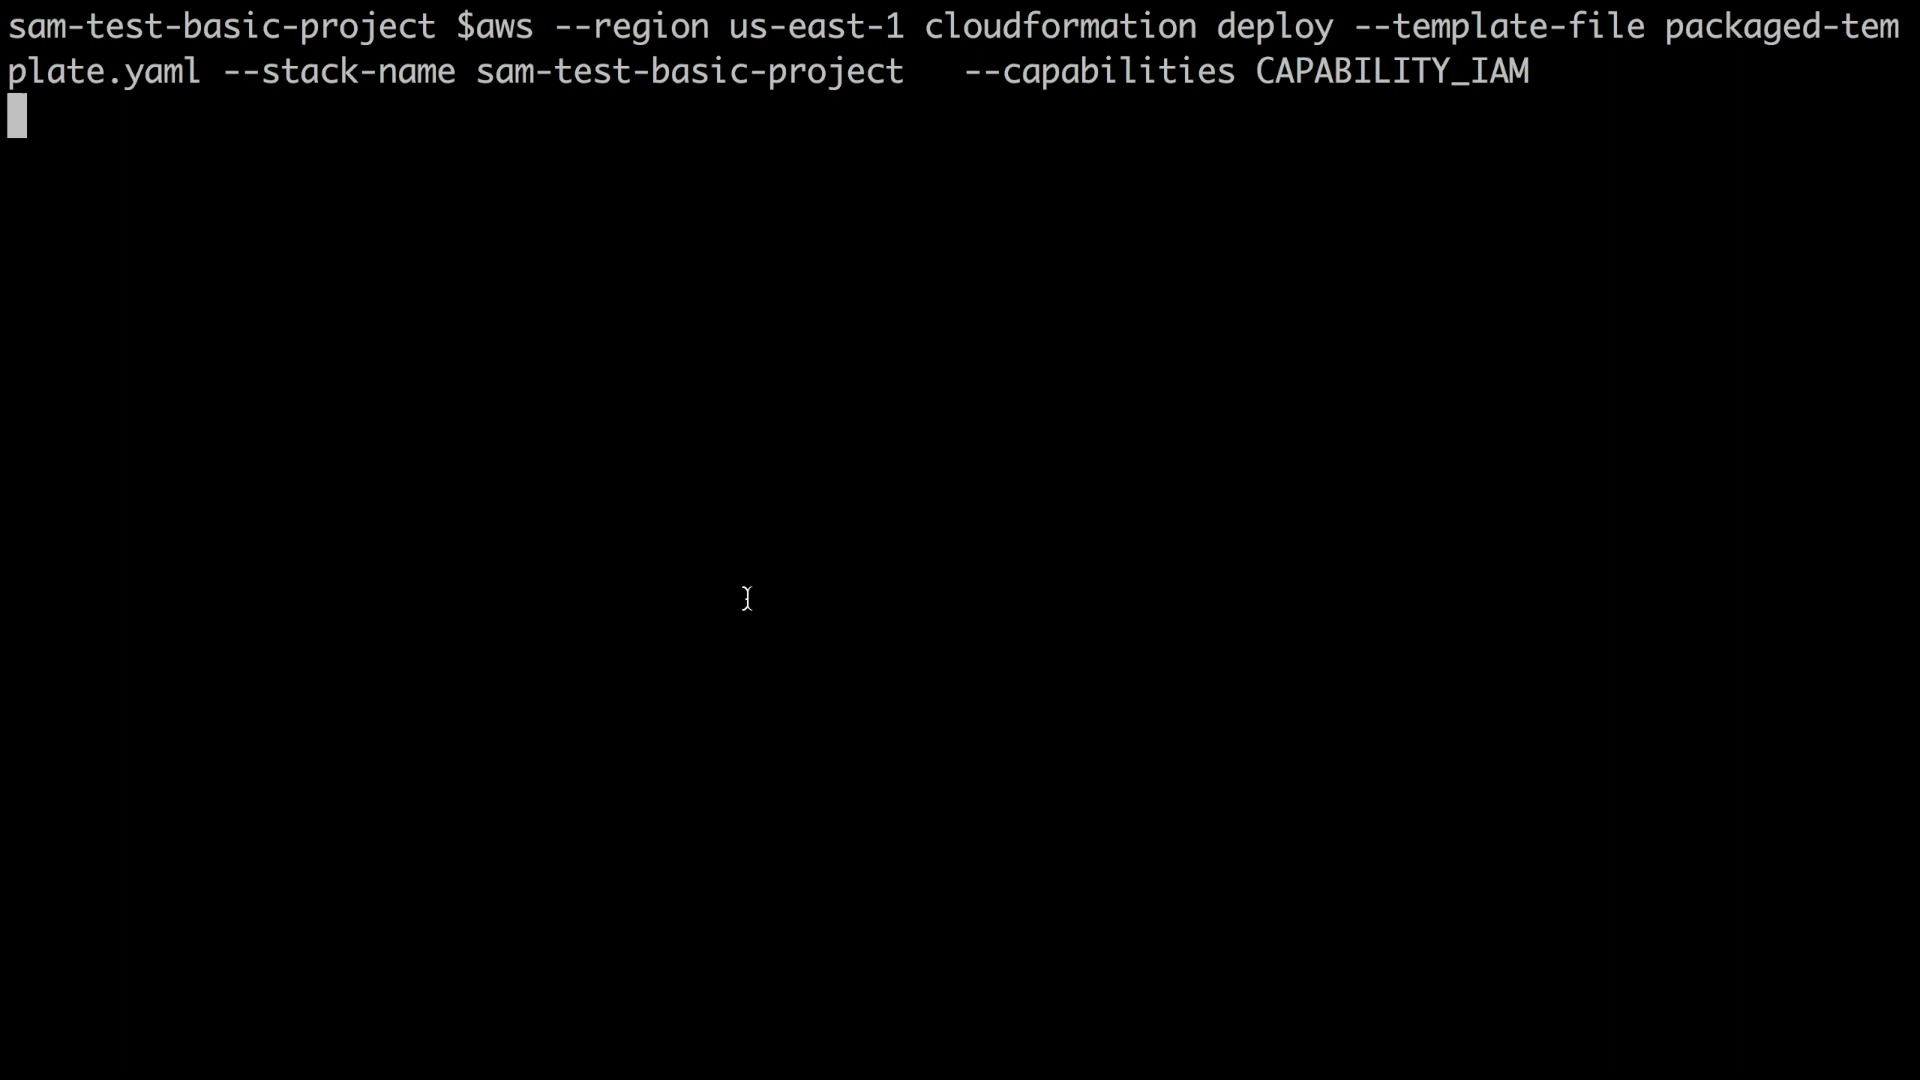 sam-test-basic-project $aws --region us-east-1 cloudformation deploy --template-file packaged-tem
plate.yaml --stack-name sam-test-basic-project   --capabilities CAPABILITY_IAM